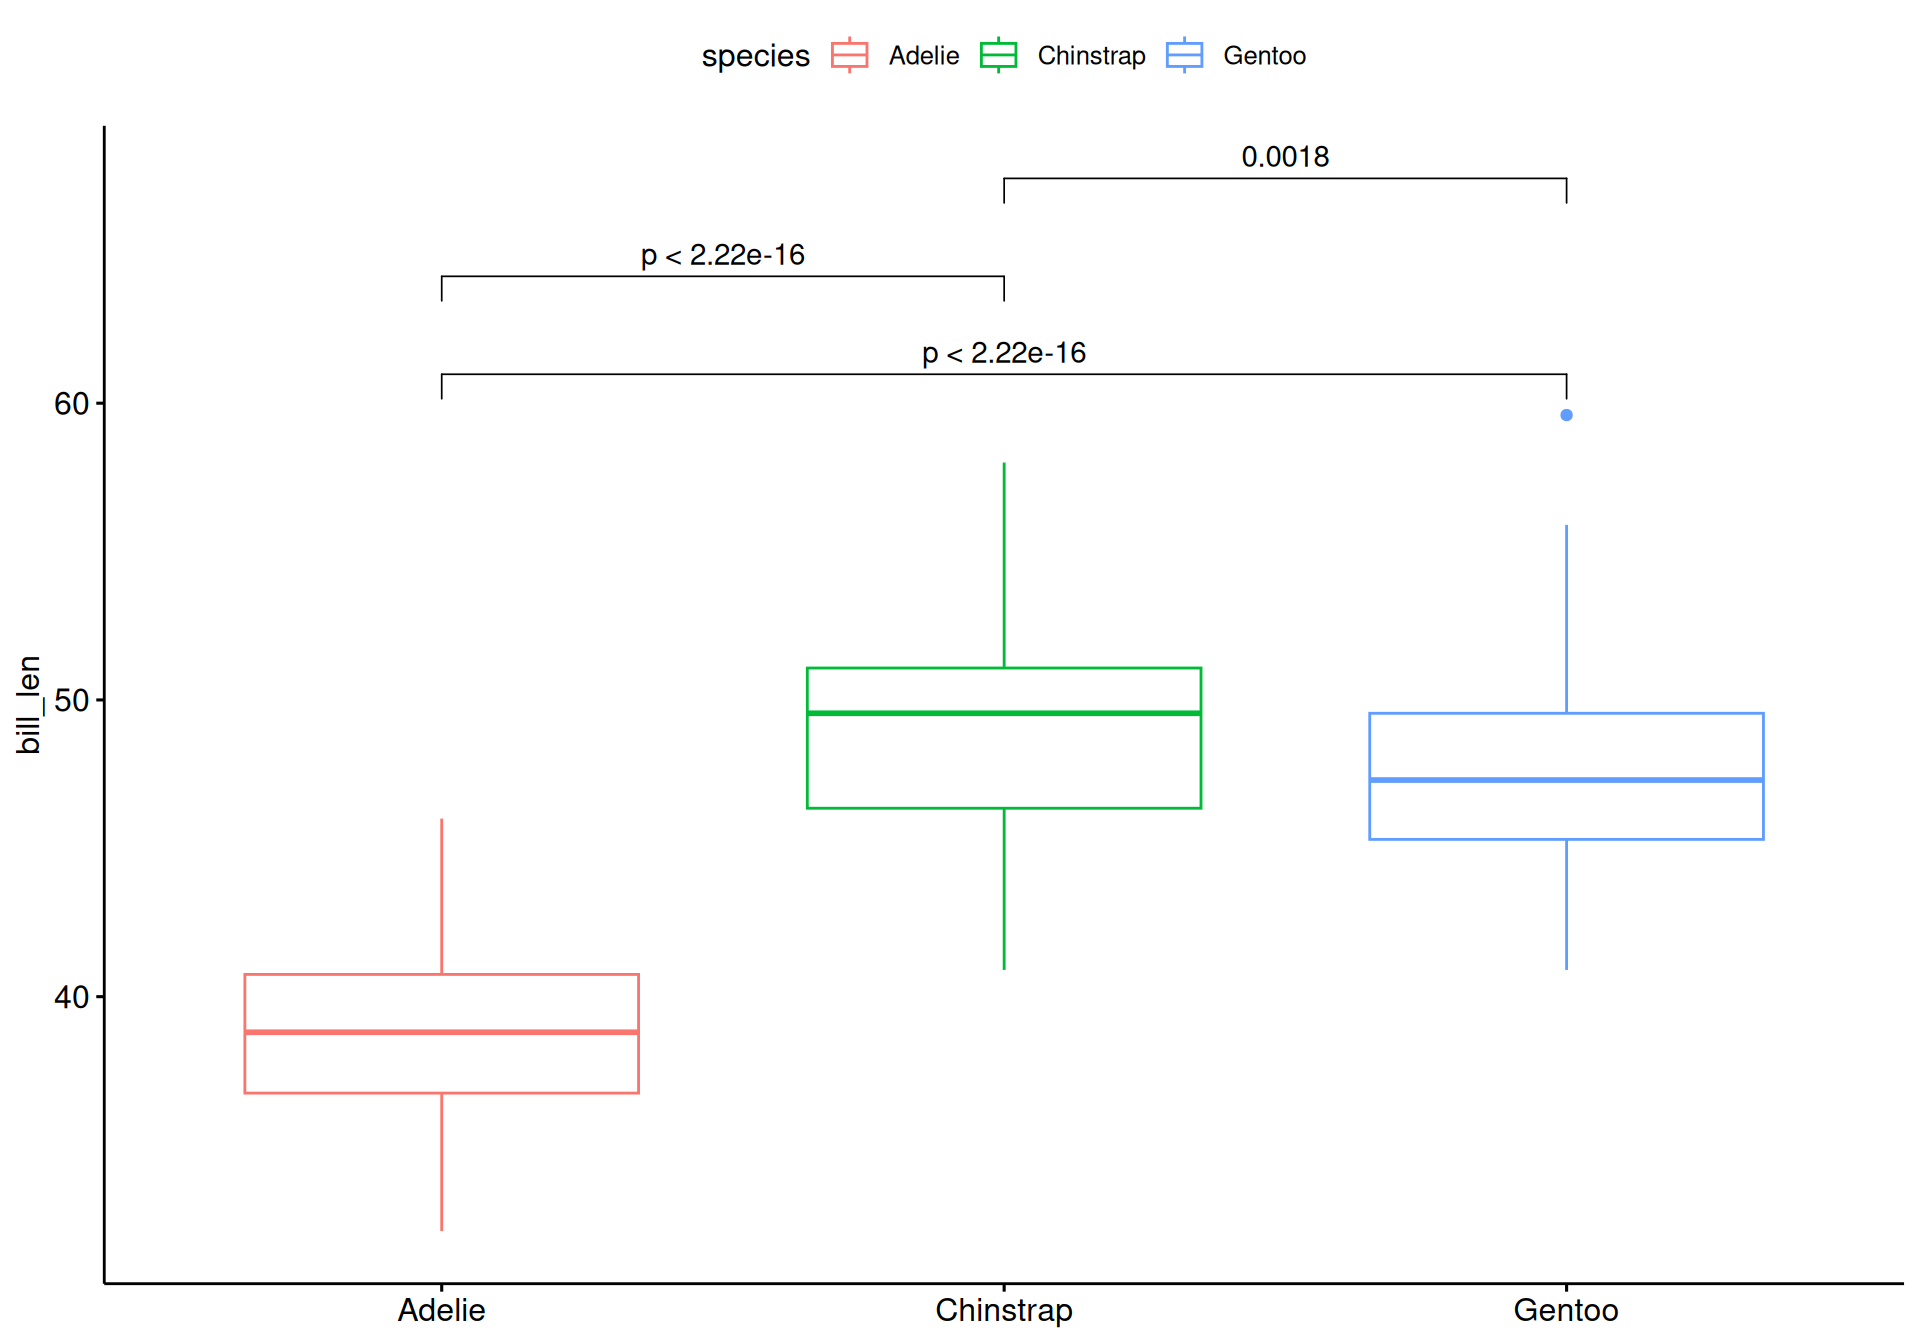 species Adelie Chinstrap Gentoo
0.0018
p < 2.22e-16
p < 2.22e-16
60
50
40
bill_len
Adelie Chinstrap Gentoo